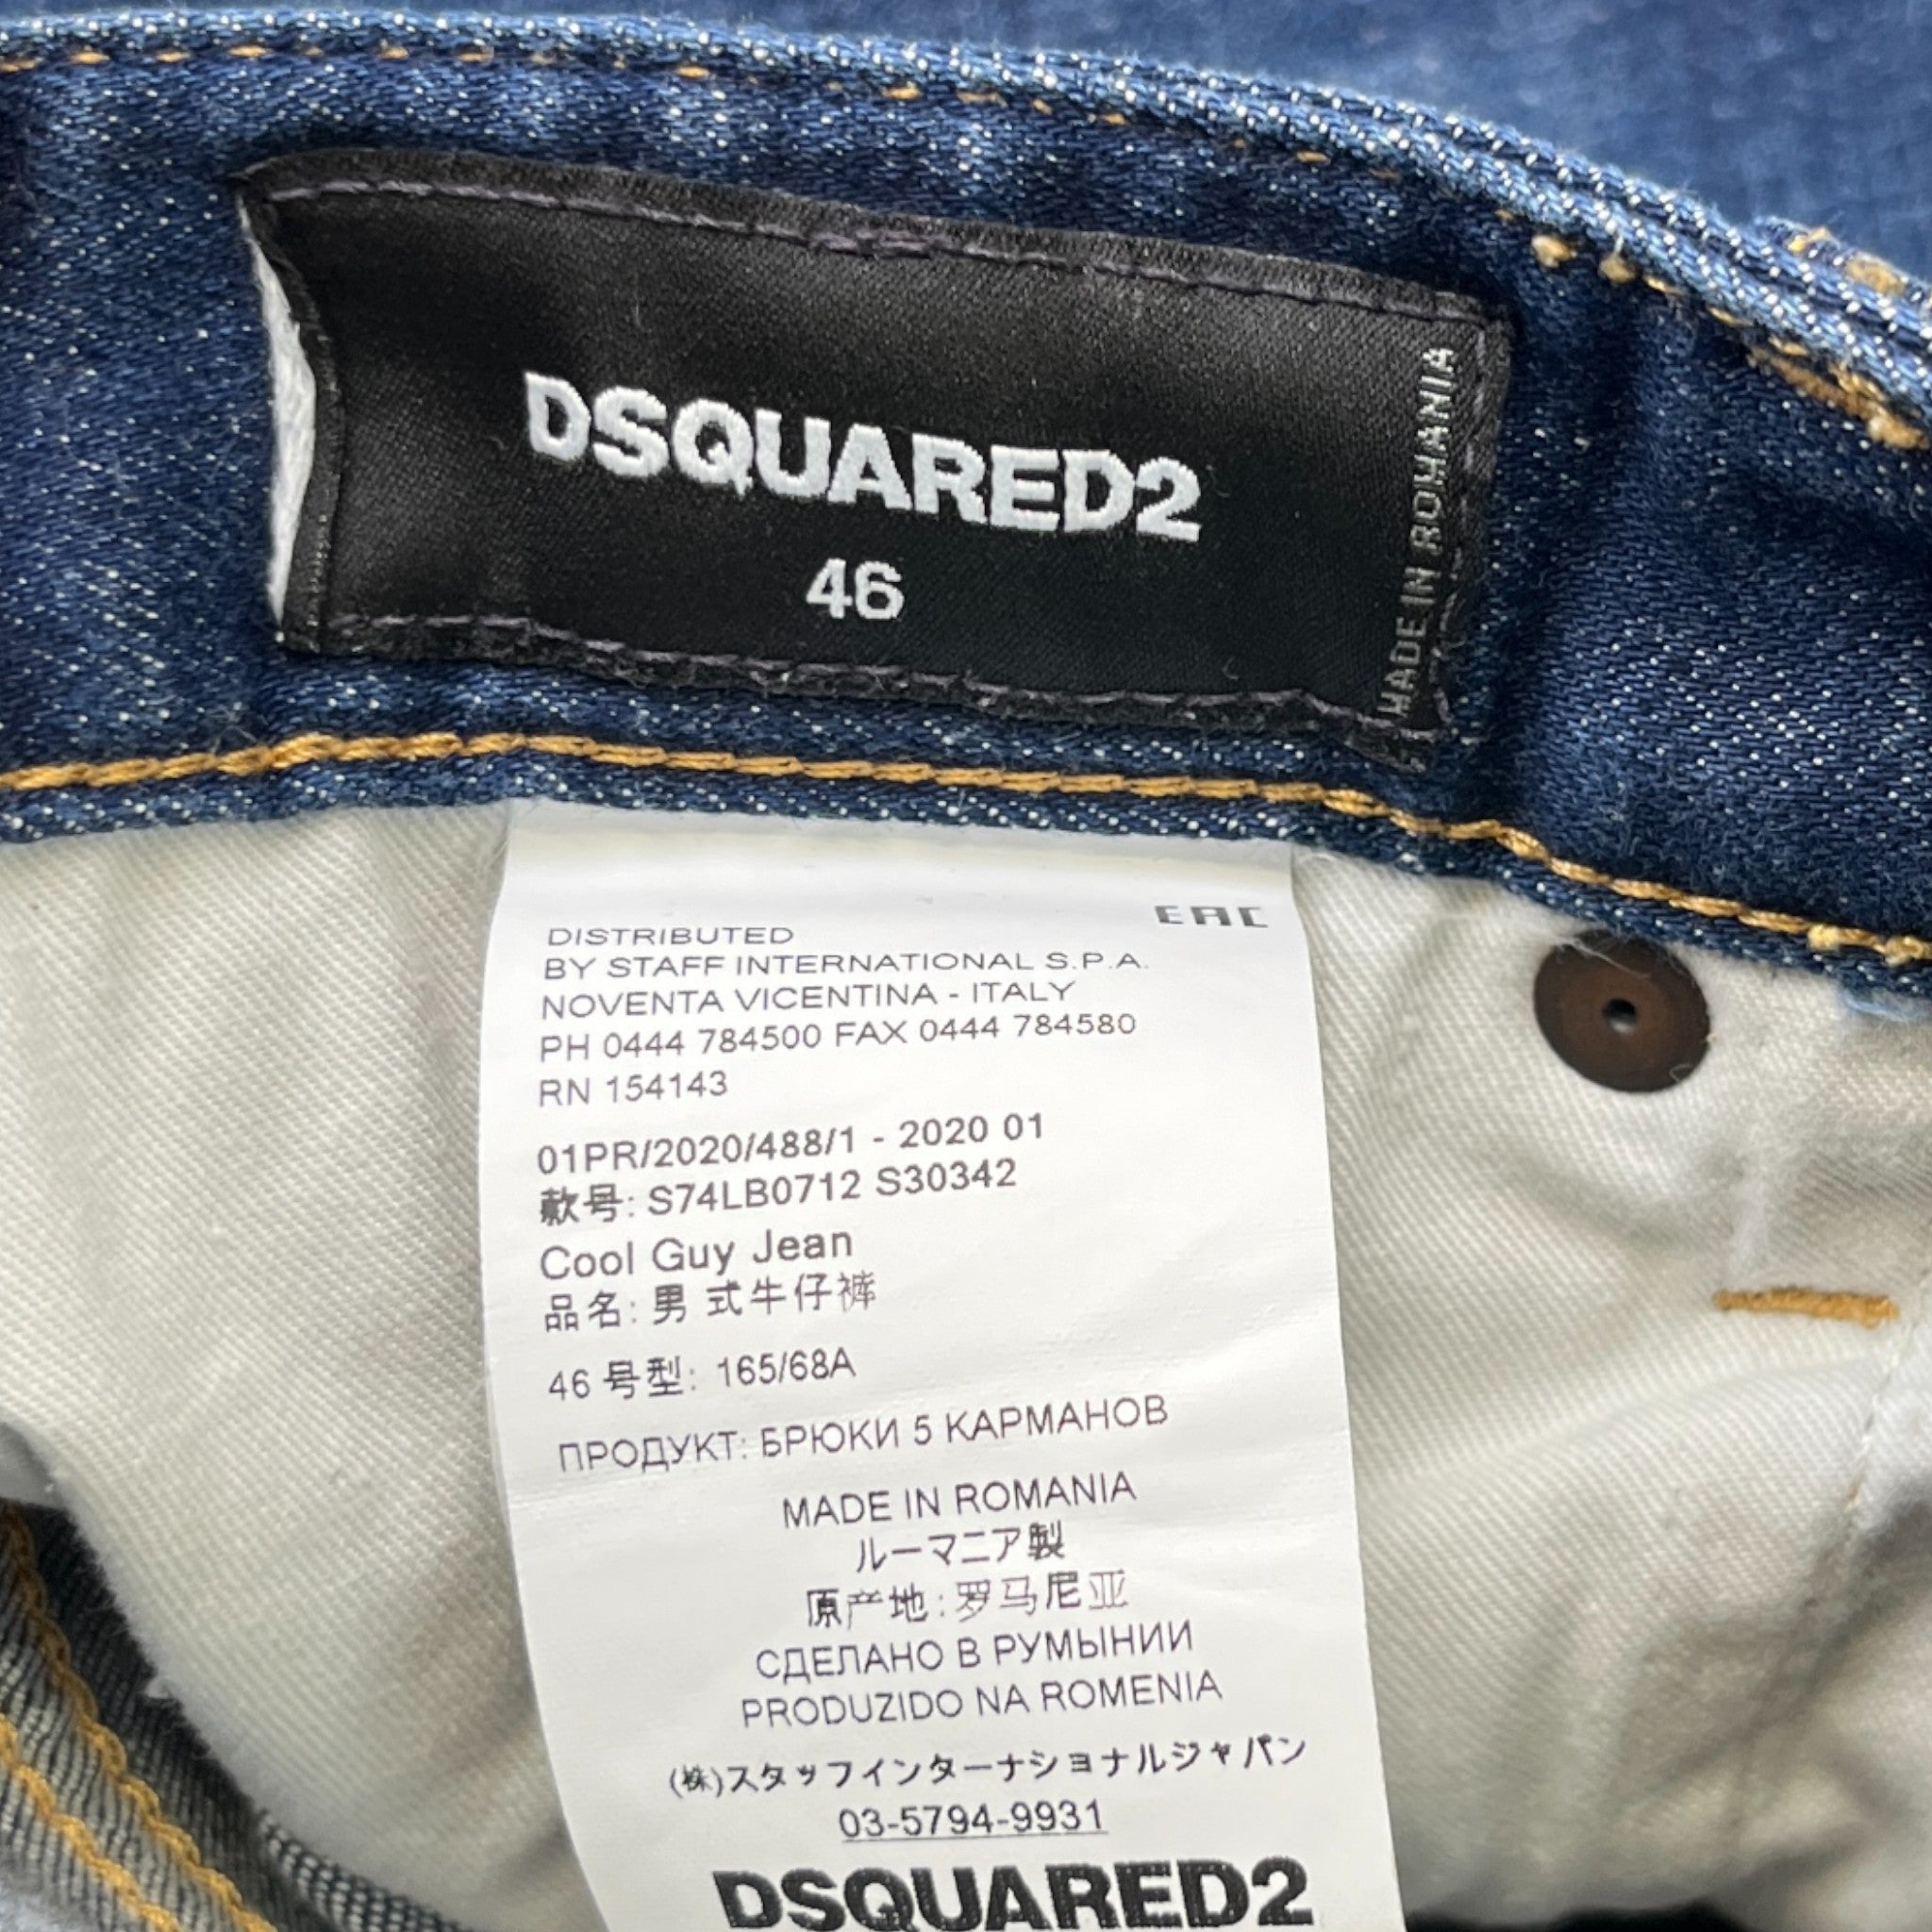 DSQUARED2
46
MADE IN ROMANIA
EAC
DISTRIBUTED
BY STAFF INTERNATIONAL S.P.A.
NOVENTA VICENTINA - ITALY
PH 0444 784500 FAX 0444 784580
RN 154143
01PR/2020/488/1 - 2020 01
款号: S74LB0712 S30342
Cool Guy Jean
品名: 男 式牛仔裤
46 号型: 165/68A
ПРОДУКТ: БРЮКИ 5 КАРМАНОВ
MADE IN ROMANIA
ルーマニア製
原产地: 罗马尼亚
СДЕЛАНО В РУМЫНИИ
PRODUZIDO NA ROMENIA
(株)スタッフインターナショナルジャパン
03-5794-9931
DSQUARED2